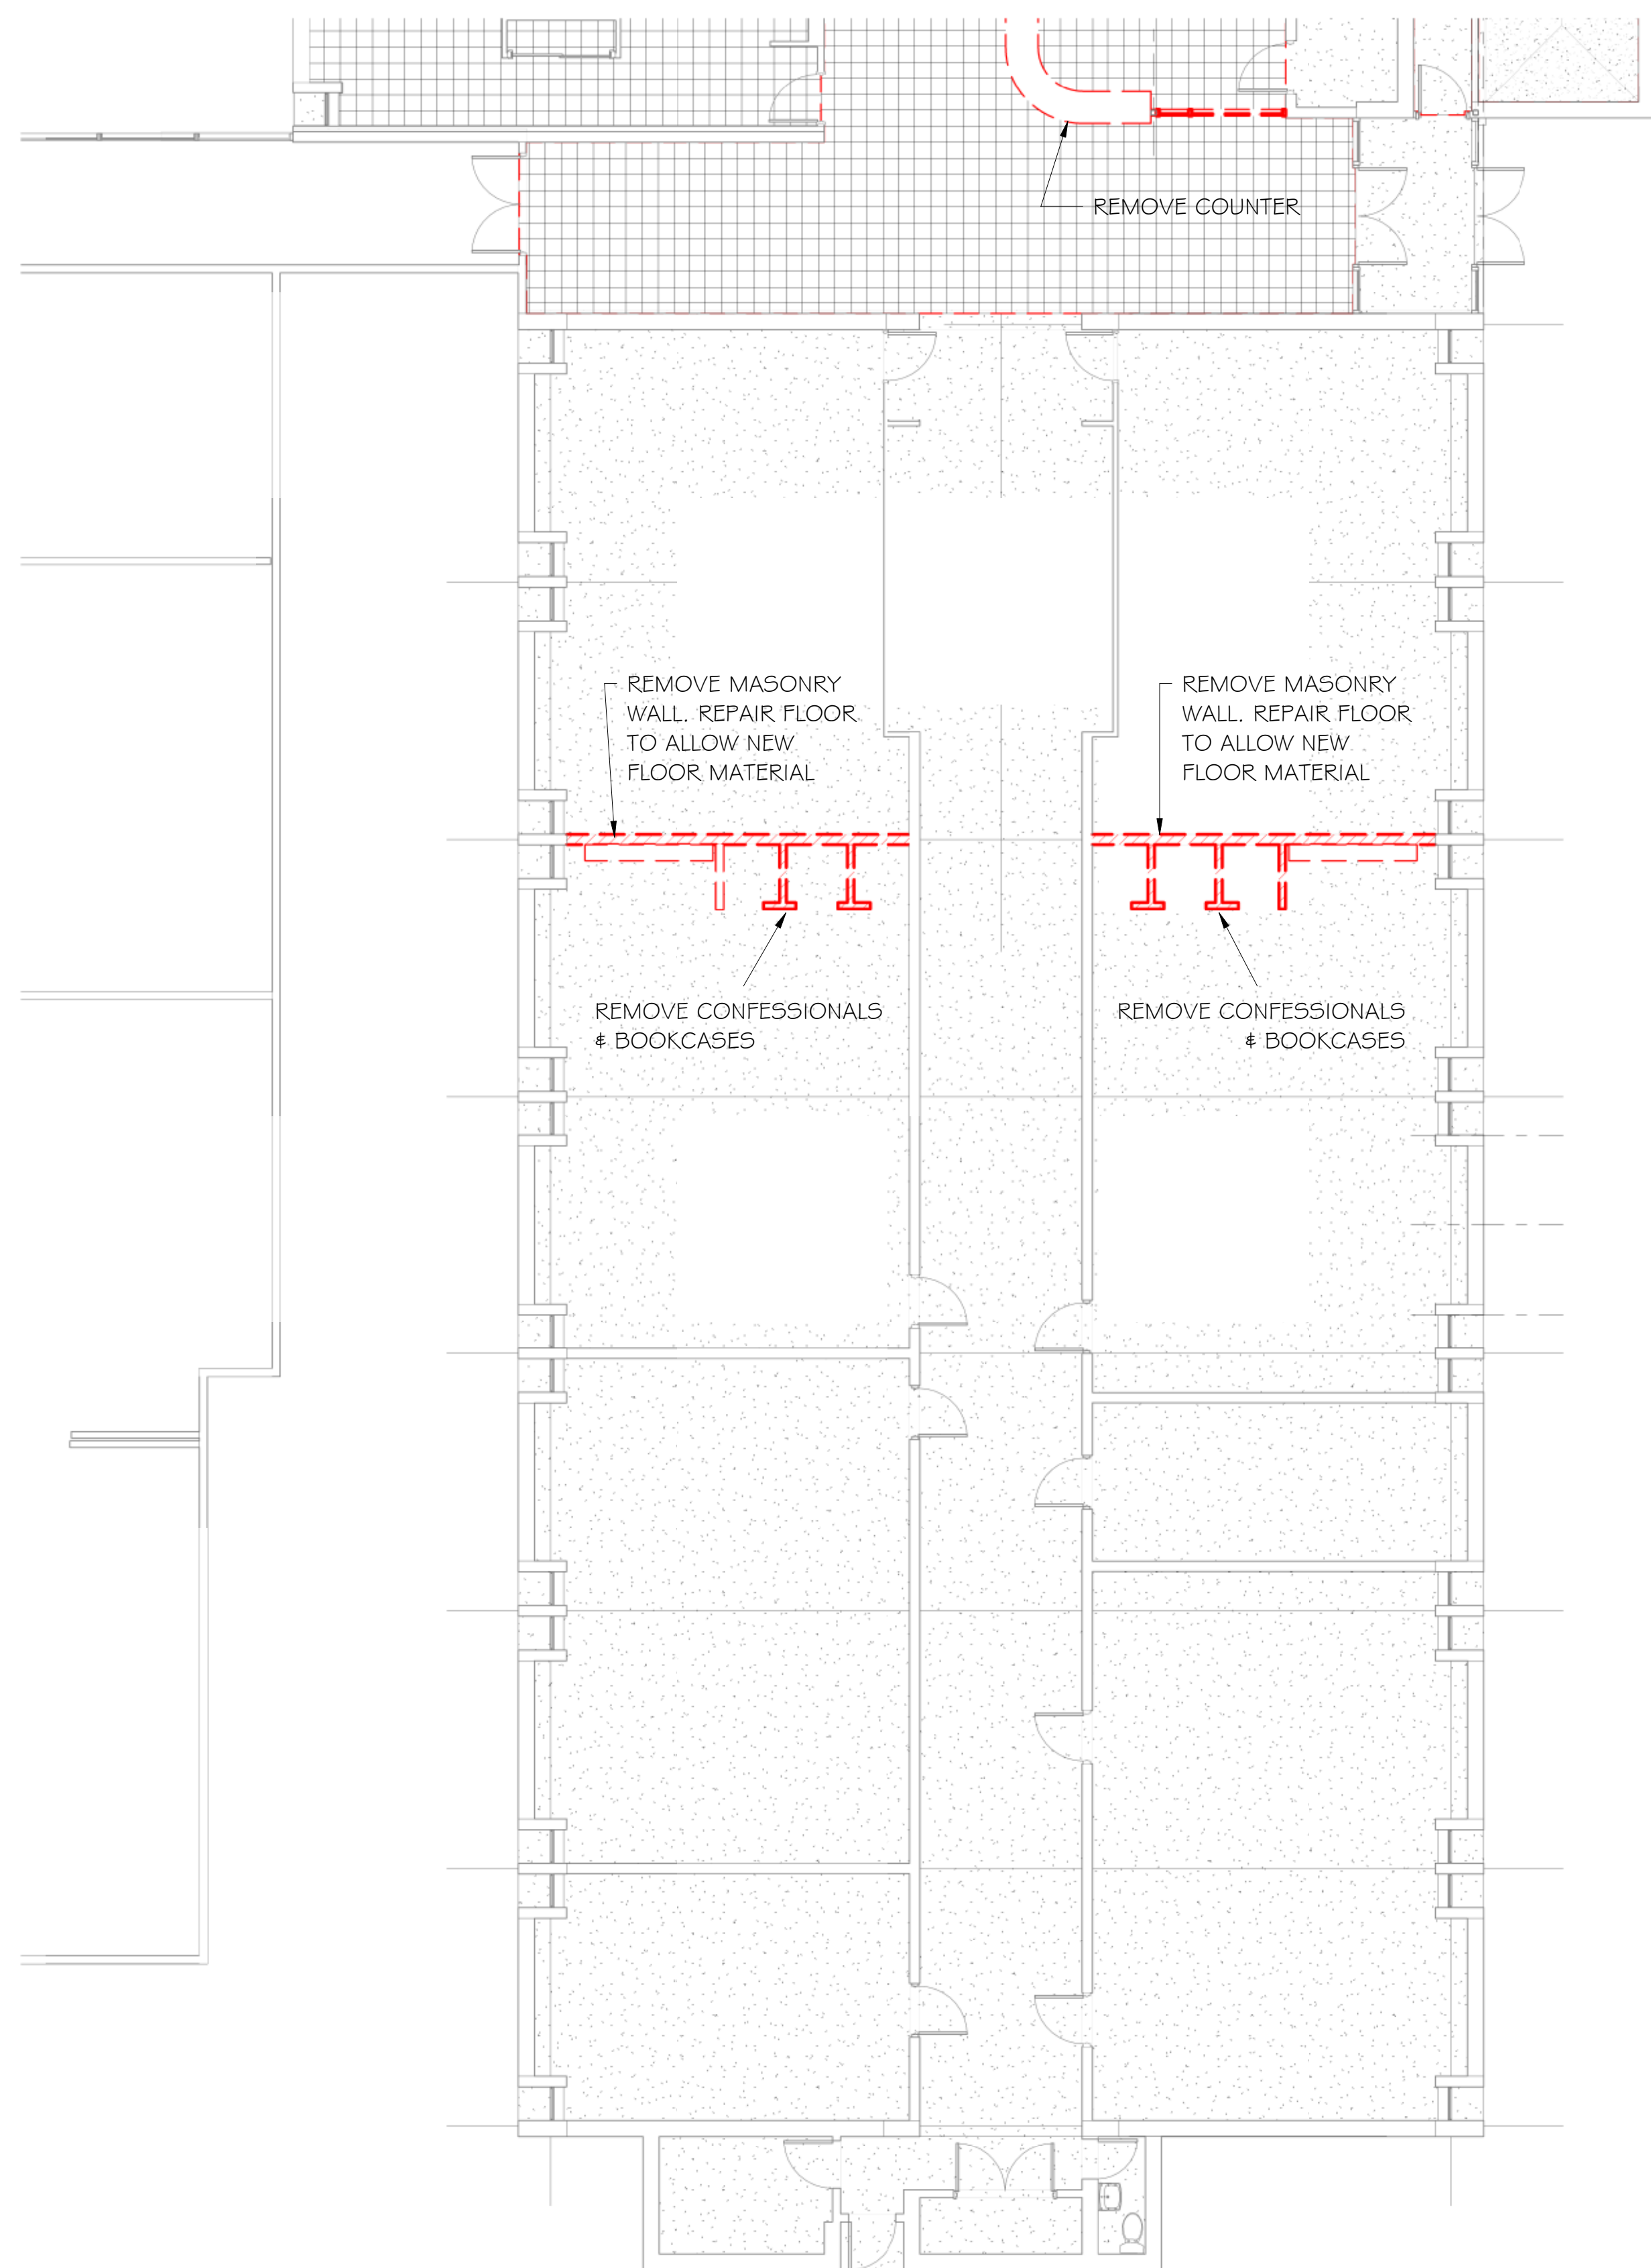 REMOVE COUNTER
REMOVE MASONRY
WALL. REPAIR FLOOR
TO ALLOW NEW
FLOOR MATERIAL
REMOVE MASONRY
WALL. REPAIR FLOOR
TO ALLOW NEW
FLOOR MATERIAL
REMOVE CONFESSIONALS
& BOOKCASES
REMOVE CONFESSIONALS
& BOOKCASES